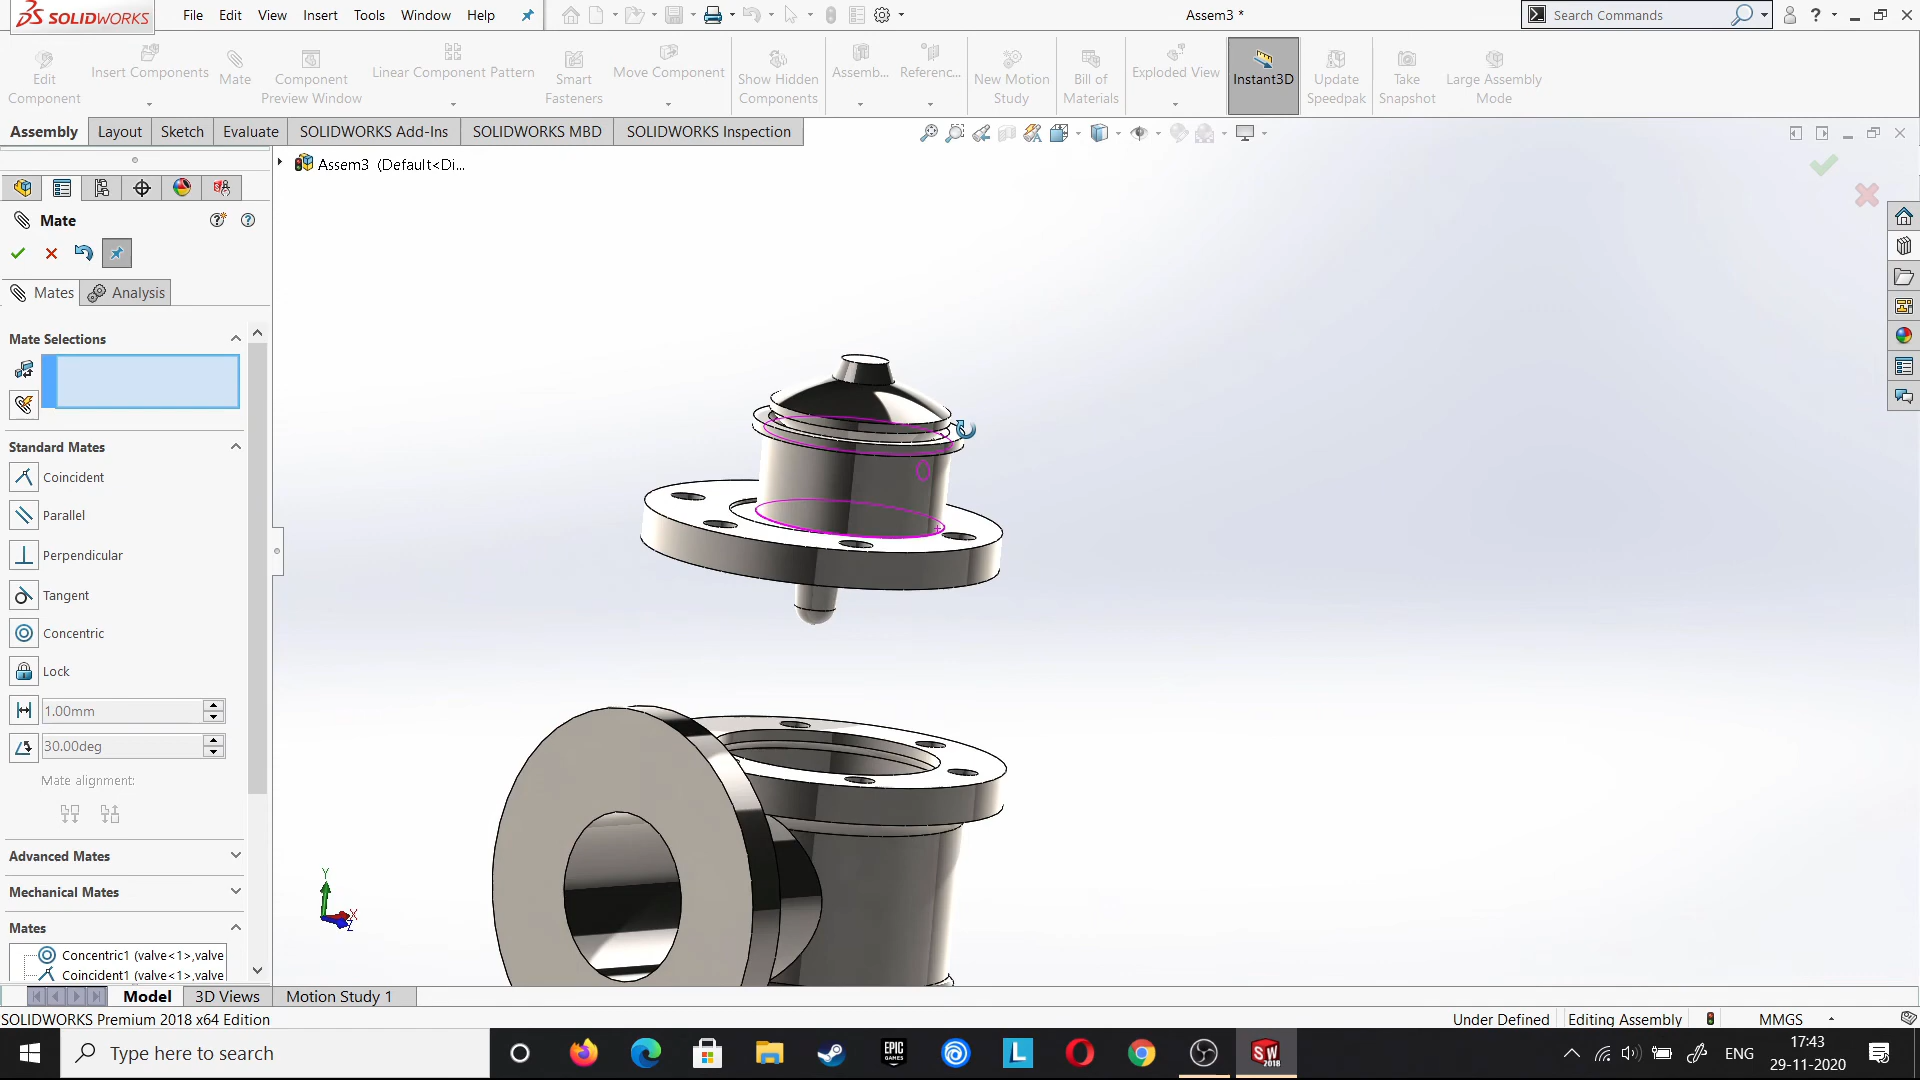 SOLIDWORKS File Edit View Insert Tools Window Help Assem3 * Search Commands
Edit Component
Insert Components
Mate
Component Preview Window
Linear Component Pattern
Smart Fasteners
Move Component
Show Hidden Components
Assemb...
Referenc...
New Motion Study
Bill of Materials
Exploded View
Instant3D
Update Speedpak
Take Snapshot
Large Assembly Mode
Assembly Layout Sketch Evaluate SOLIDWORKS Add-Ins SOLIDWORKS MBD SOLIDWORKS Inspection
Assem3 (Default<Di...
Mate
Mates Analysis
Mate Selections
Standard Mates
Coincident
Parallel
Perpendicular
Tangent
Concentric
Lock
1.00mm
30.00deg
Mate alignment:
Advanced Mates
Mechanical Mates
Mates
Concentric1 (valve<1>,valve
Coincident1 (valve<1>,valve
Y
X
Z
Model 3D Views Motion Study 1
SOLIDWORKS Premium 2018 x64 Edition Under Defined Editing Assembly MMGS
Type here to search
EPIC GAMES
L
SW 2018
ENG
17:43
29-11-2020